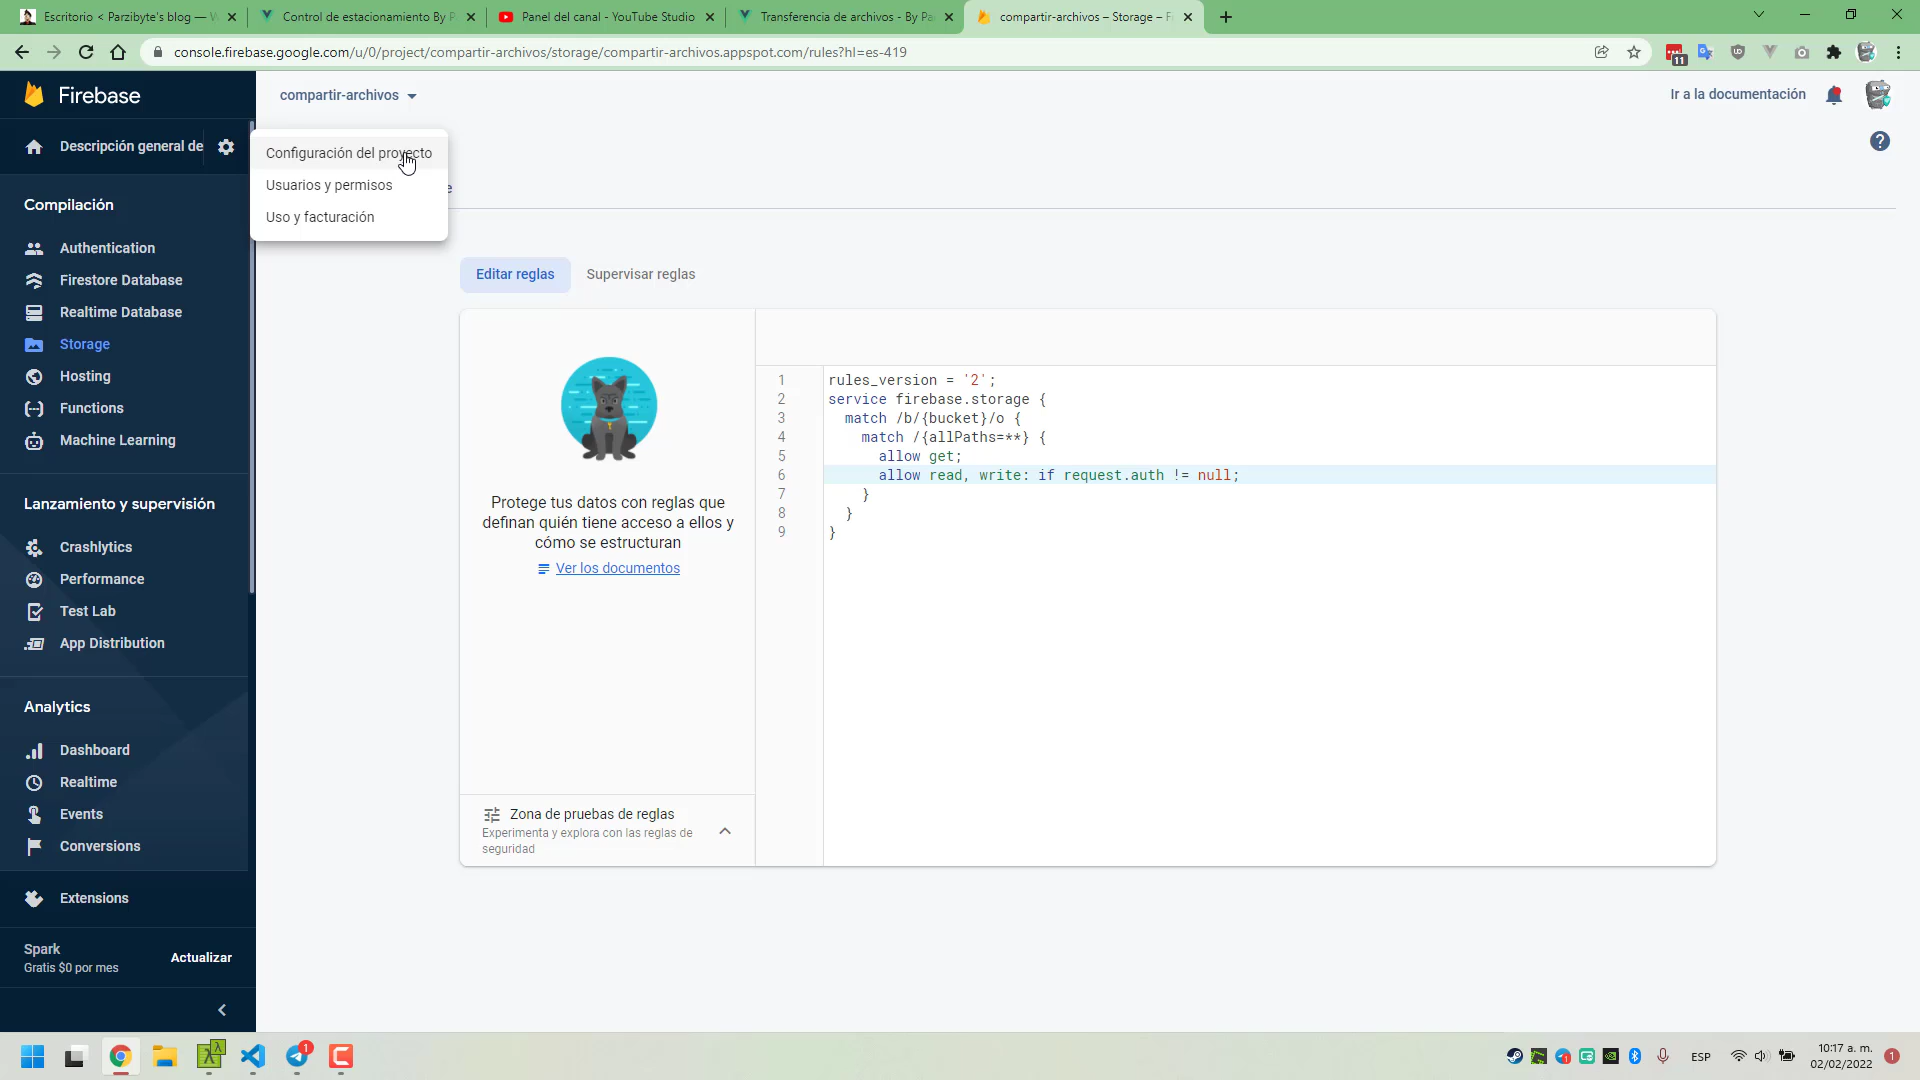 Escritorio < Parzibyte's blog — W
Control de estacionamiento By P
Panel del canal - YouTube Studio
Transferencia de archivos - By Pa
compartir-archivos – Storage – F
console.firebase.google.com/u/0/project/compartir-archivos/storage/compartir-archivos.appspot.com/rules?hl=es-419
11
Firebase
compartir-archivos
Ir a la documentación
Descripción general de
Configuración del proyecto
Usuarios y permisos
Uso y facturación
e
Compilación
Authentication
Firestore Database
Realtime Database
Storage
Hosting
Functions
Machine Learning
Lanzamiento y supervisión
Crashlytics
Performance
Test Lab
App Distribution
Analytics
Dashboard
Realtime
Events
Conversions
Extensions
Spark
Gratis $0 por mes
Actualizar
Editar reglas
Supervisar reglas
Protege tus datos con reglas que
definan quién tiene acceso a ellos y
cómo se estructuran
Ver los documentos
Zona de pruebas de reglas
Experimenta y explora con las reglas de
seguridad
1 rules_version = '2';
2 service firebase.storage {
3 match /b/{bucket}/o {
4 match /{allPaths=**} {
5 allow get;
6 allow read, write: if request.auth != null;
7 }
8 }
9 }
1
ESP
10:17 a. m.
02/02/2022
1